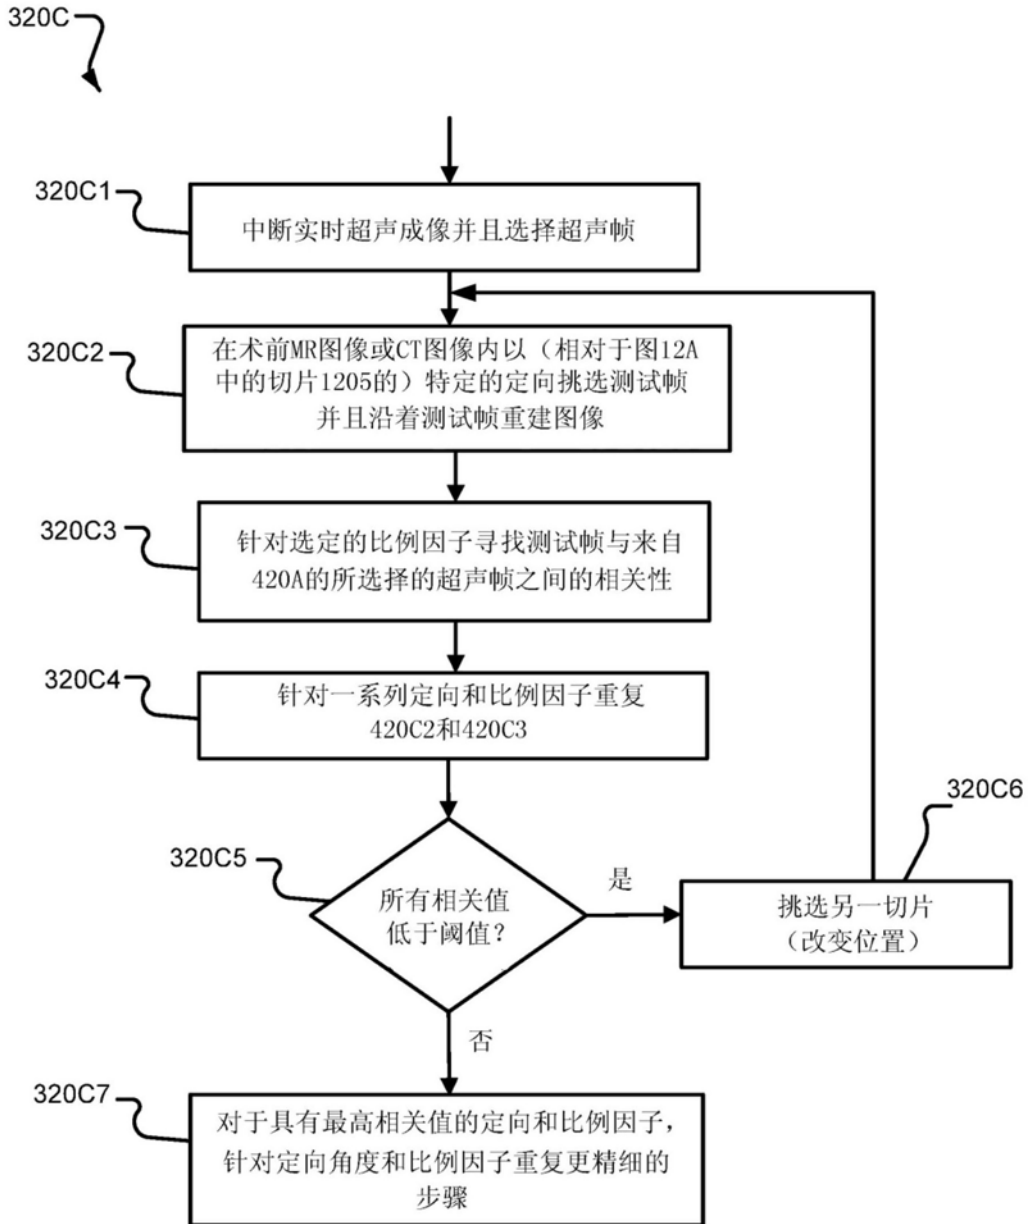 320C
320C1
中断实时超声成像并且选择超声帧
320C2
在术前MR图像或CT图像内以（相对于图12A
中的切片1205的）特定的定向挑选测试帧
并且沿着测试帧重建图像
320C3
针对选定的比例因子寻找测试帧与来自
420A的所选择的超声帧之间的相关性
320C4
针对一系列定向和比例因子重复
420C2和420C3
320C5
所有相关值
低于阈值？
是
320C6
挑选另一切片
（改变位置）
否
320C7
对于具有最高相关值的定向和比例因子，
针对定向角度和比例因子重复更精细的
步骤